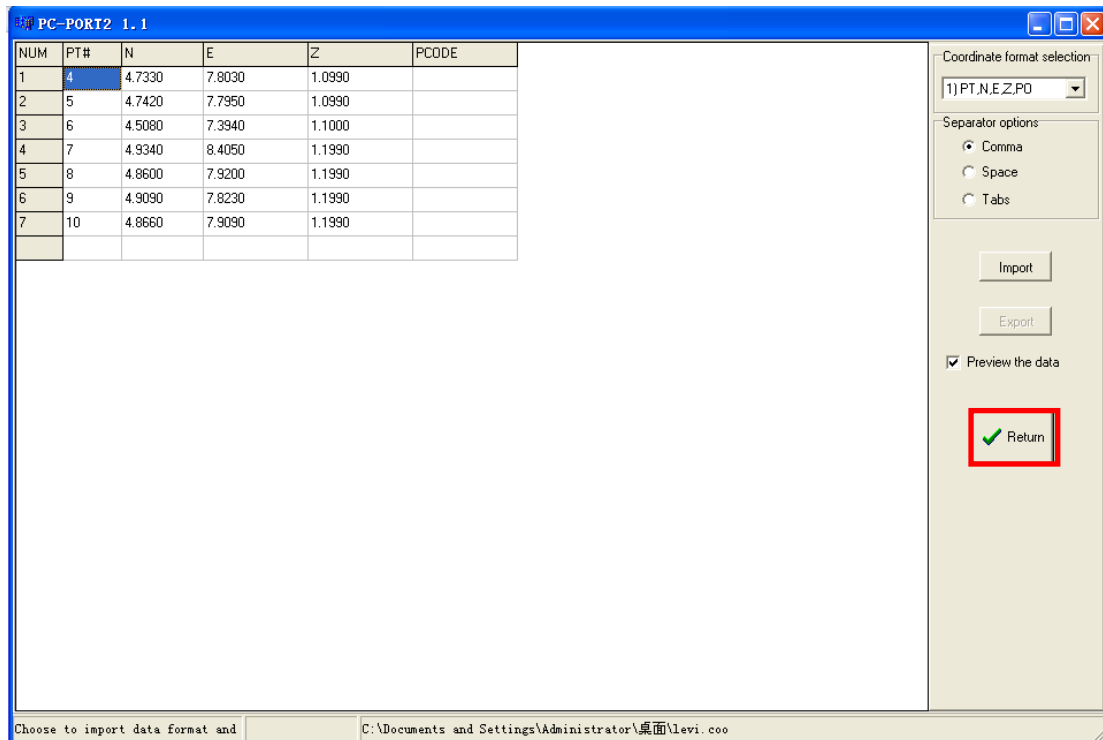 PC-PORT2 1.1
NUM PT# N E Z PCODE
1 4 4.7330 7.8030 1.0990
2 5 4.7420 7.7950 1.0990
3 6 4.5080 7.3940 1.1000
4 7 4.9340 8.4050 1.1990
5 8 4.8600 7.9200 1.1990
6 9 4.9090 7.8230 1.1990
7 10 4.8660 7.9090 1.1990
Coordinate format selection
1) PT,N,E,Z,PO
Separator options
Comma
Space
Tabs
Import
Export
Preview the data
Return
Choose to import data format and
C:\Documents and Settings\Administrator\桌面\levi.coo